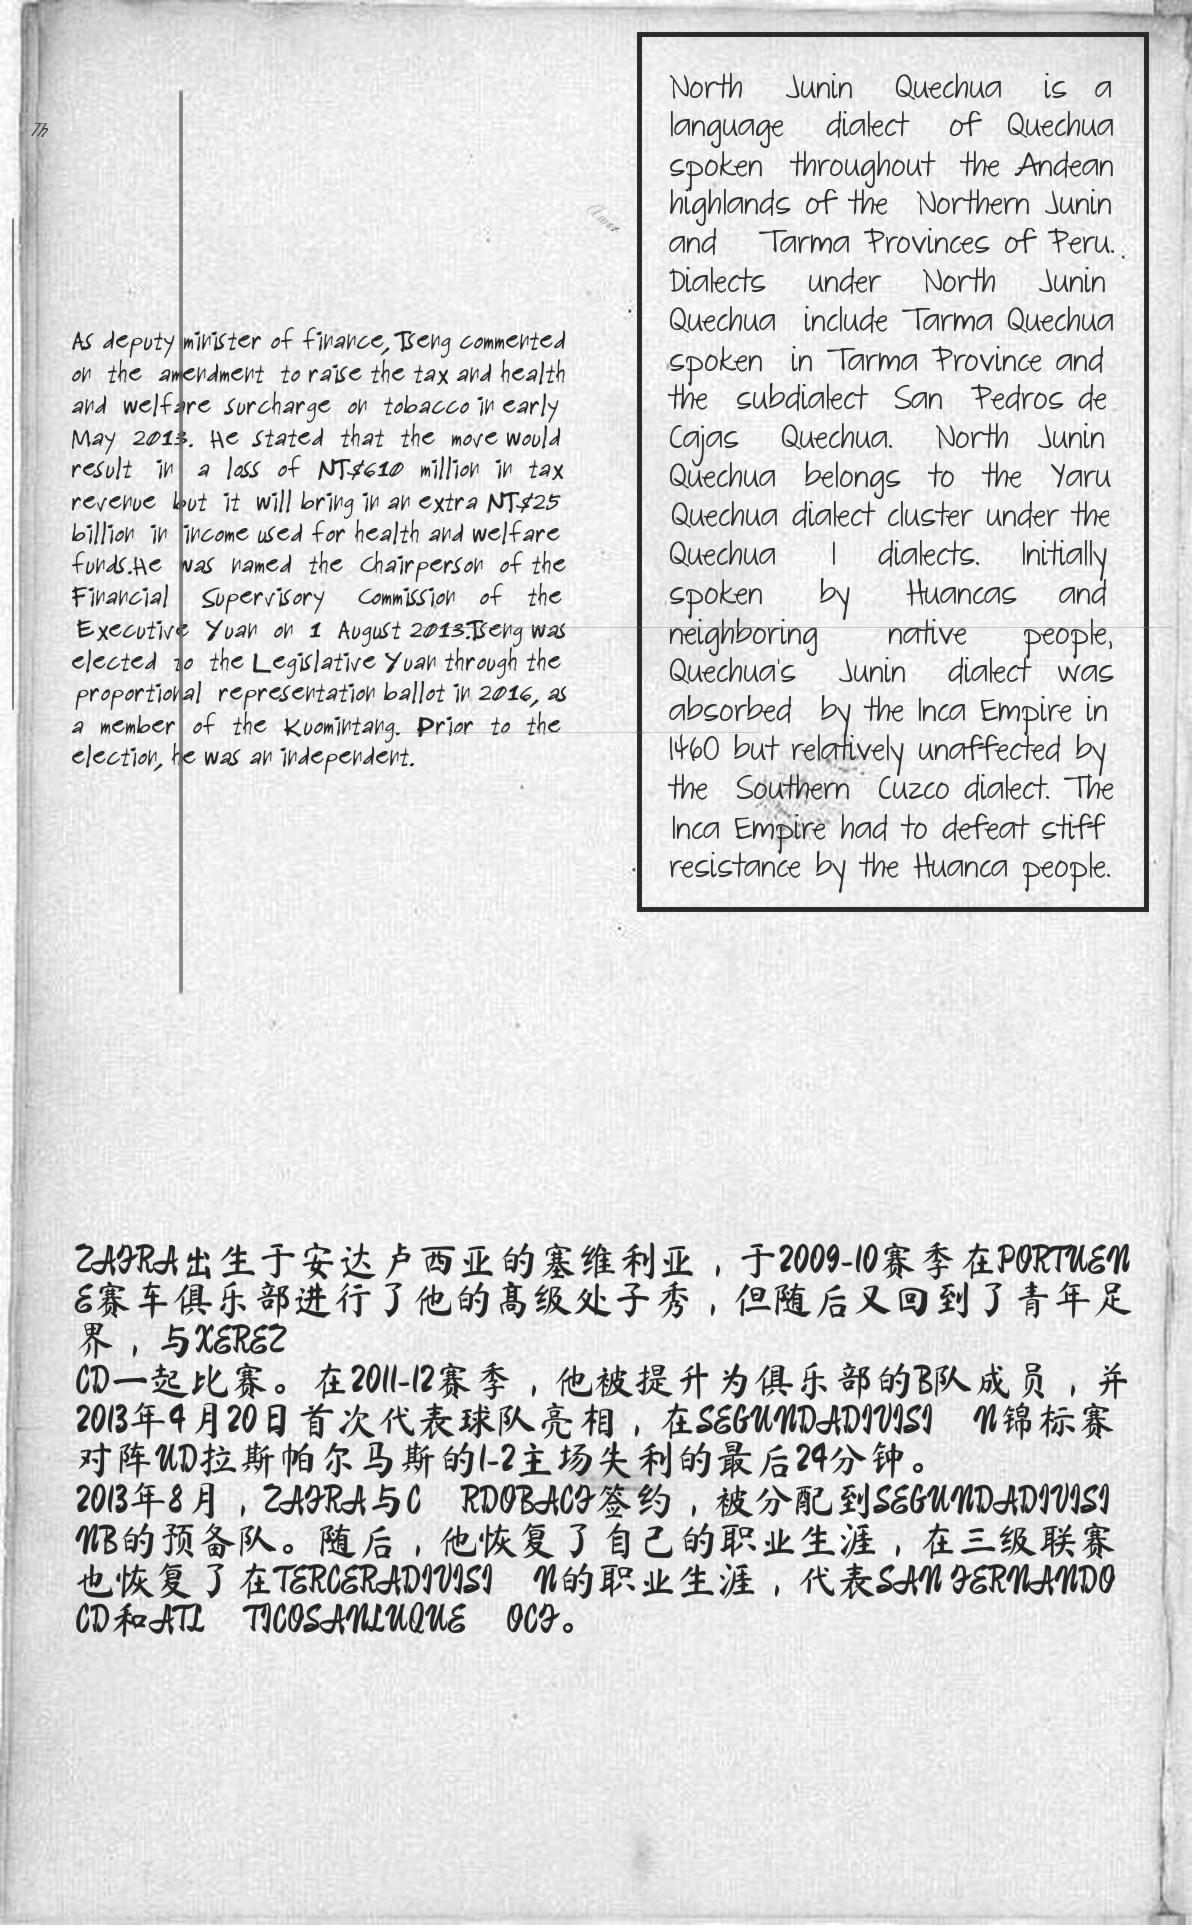 Th
As deputy minister of finance, Tseng commented
on the amendment to raise the tax and health
and welfare surcharge on tobacco in early
May 2013. He stated that the move would
result in a loss of NT$610 million in tax
revenue but it will bring in an extra NT$25
billion in income used for health and welfare
funds.He was named the Chairperson of the
Financial Supervisory Commission of the
Executive Yuan on 1 August 2013.Tseng was
elected to the Legislative Yuan through the
proportional representation ballot in 2016, as
a member of the Kuomintang. Prior to the
election, he was an independent.
North Junin Quechua is a
language dialect of Quechua
spoken throughout the Andean
highlands of the Northern Junin
and Tarma Provinces of Peru.
Dialects under North Junin
Quechua include Tarma Quechua
spoken in Tarma Province and
the subdialect San Pedros de
Cajas Quechua. North Junin
Quechua belongs to the Yaru
Quechua dialect cluster under the
Quechua I dialects. Initially
spoken by Huancas and
neighboring native people,
Quechua's Junin dialect was
absorbed by the Inca Empire in
1460 but relatively unaffected by
the Southern Cuzco dialect. The
Inca Empire had to defeat stiff
resistance by the Huanca people.
ZAFRA出生于安达卢西亚的塞维利亚，于2009-10赛季在PORTUEN
E赛车俱乐部进行了他的高级处子秀，但随后又回到了青年足
界，与XEREZ
CD一起比赛。在2011-12赛季，他被提升为俱乐部的B队成员，并
2013年4月20日首次代表球队亮相，在SEGUNDADIVISI N锦标赛
对阵UD拉斯帕尔马斯的1-2主场失利的最后24分钟。
2013年8月，ZAFRA与C RDOBACF签约，被分配到SEGUNDADIVISI
NB的预备队。随后，他恢复了自己的职业生涯，在三级联赛
也恢复了在TERCERADIVISI N的职业生涯，代表SAN FERNANDO
CD和ATL TICOSANLUQUE OCF。